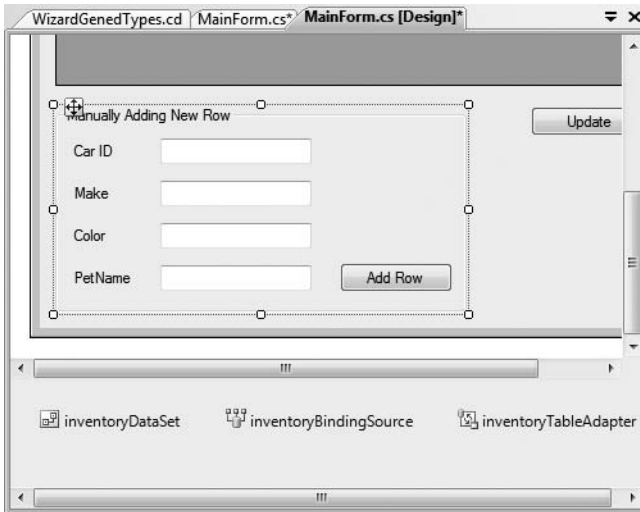 WizardGenedTypes.cd MainForm.cs* MainForm.cs [Design]*
Manually Adding New Row
Update
Car ID
Make
Color
PetName Add Row
inventoryDataSet inventoryBindingSource inventoryTableAdapter